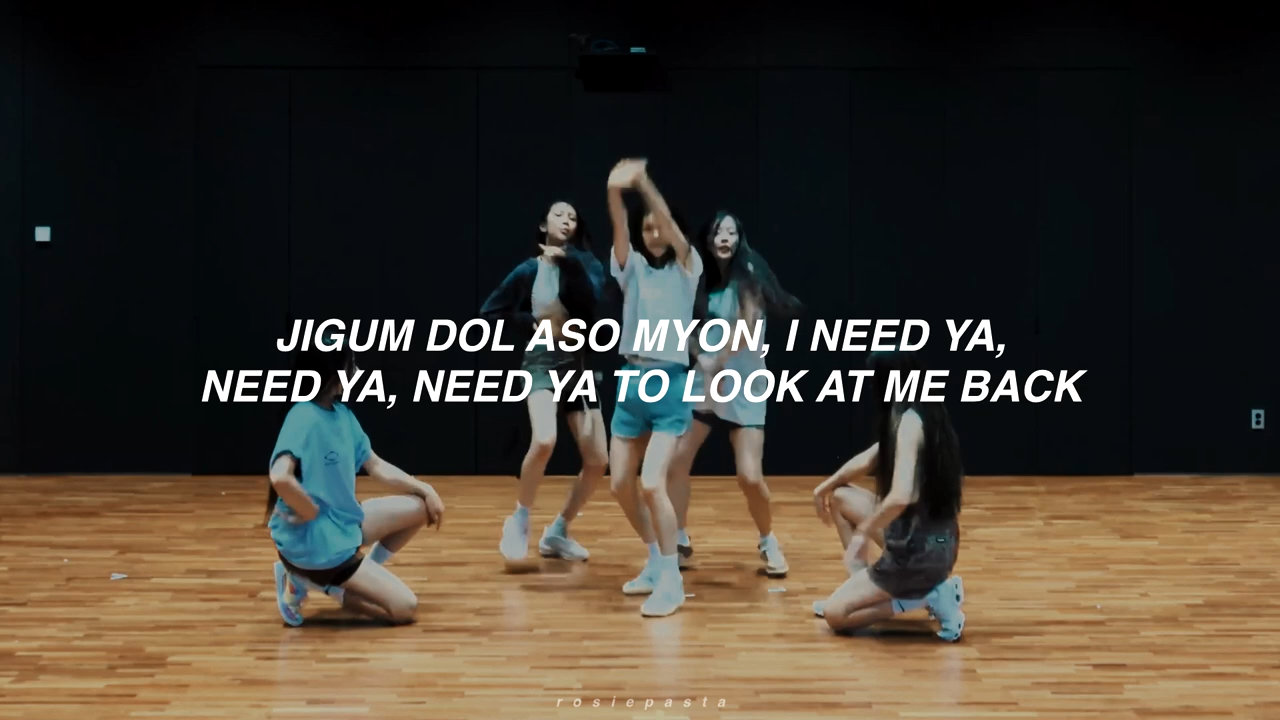 JIGUM DOL ASO MYON, I NEED YA,
NEED YA, NEED YA TO LOOK AT ME BACK
rosiepasta